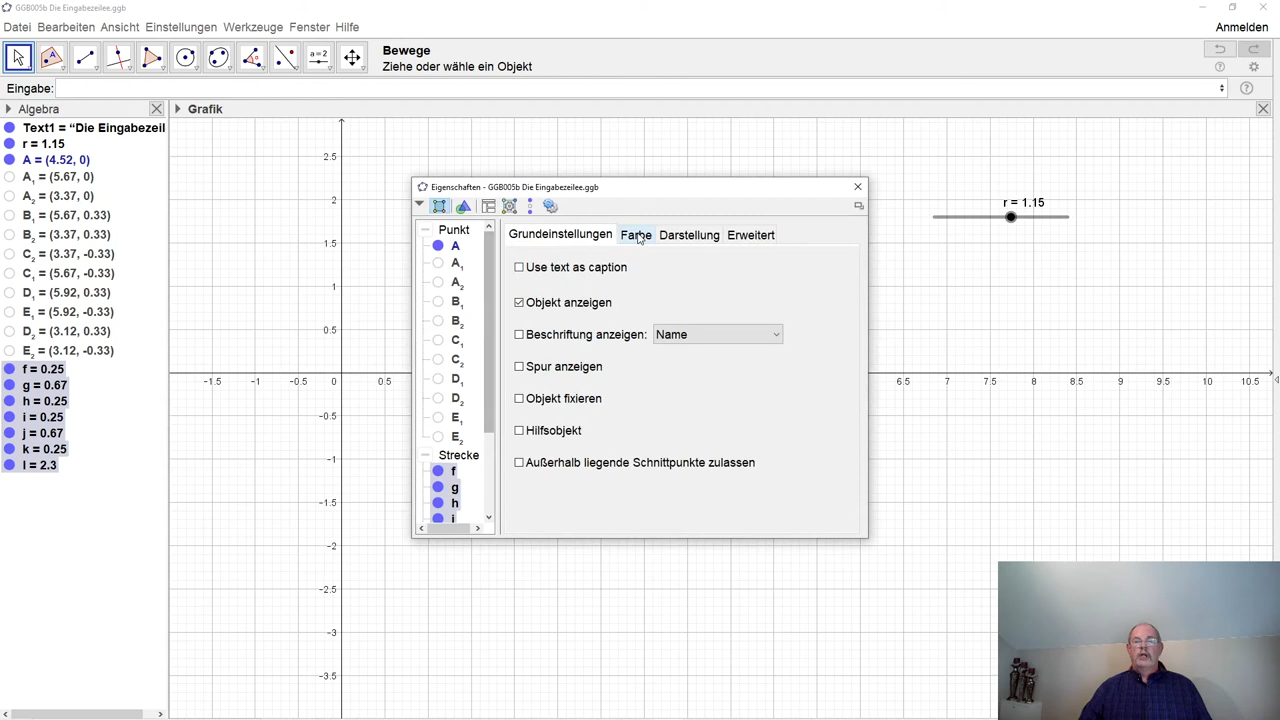 GGB005b Die Eingabezeilee.ggb
Datei Bearbeiten Ansicht Einstellungen Werkzeuge Fenster Hilfe
Anmelden
A
a=2
Bewege
Ziehe oder wähle ein Objekt
Eingabe:
Algebra
Grafik
Text1 = “Die Eingabezeil
r = 1.15
A = (4.52, 0)
A1 = (5.67, 0)
A2 = (3.37, 0)
B1 = (5.67, 0.33)
B2 = (3.37, 0.33)
C2 = (3.37, -0.33)
C1 = (5.67, -0.33)
D1 = (5.92, 0.33)
E1 = (5.92, -0.33)
D2 = (3.12, 0.33)
E2 = (3.12, -0.33)
f = 0.25
g = 0.67
h = 0.25
i = 0.25
j = 0.67
k = 0.25
l = 2.3
2.5
2
1.5
1
0.5
0
-0.5
-1
-1.5
-2
-2.5
-3
-3.5
-1.5 -1 -0.5 0.5 6.5 7 7.5 8 8.5 9 9.5 10 10.5
r = 1.15
Eigenschaften - GGB005b Die Eingabezeilee.ggb
Punkt
A
A1
A2
B1
B2
C1
C2
D1
D2
E1
E2
Strecke
f
g
h
i
Grundeinstellungen Farbe Darstellung Erweitert
Use text as caption
Objekt anzeigen
Beschriftung anzeigen: Name
Spur anzeigen
Objekt fixieren
Hilfsobjekt
Außerhalb liegende Schnittpunkte zulassen